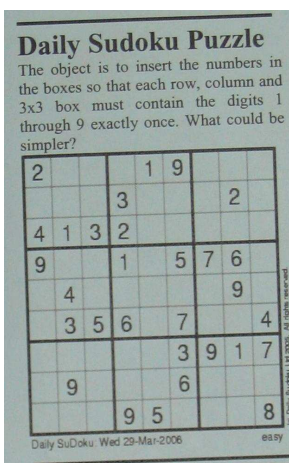 Daily Sudoku Puzzle
The object is to insert the numbers in
the boxes so that each row, column and
3x3 box must contain the digits 1
through 9 exactly once. What could be
simpler?
2 1 9
3 2
4 1 3 2
9 1 5 7 6
4 9
3 5 6 7 4
3 9 1 7
9 6
9 5 8
Daily SuDoku: Wed 29-Mar-2006 easy
All rights reserved.